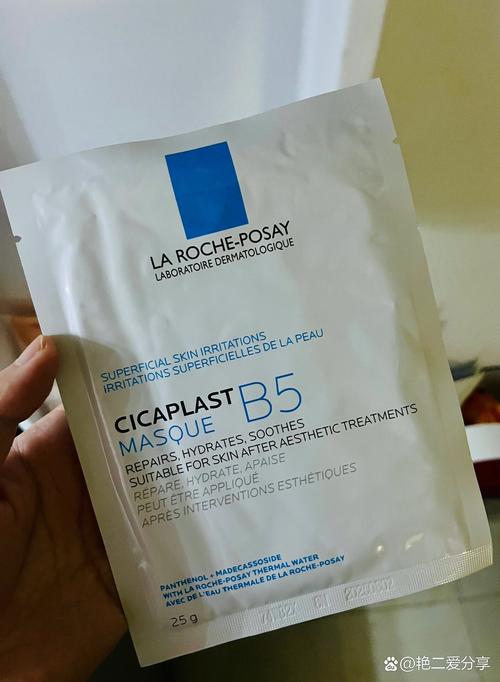 LA ROCHE-POSAY
LABORATOIRE DERMATOLOGIQUE
SUPERFICIAL SKIN IRRITATIONS
IRRITATIONS SUPERFICIELLES DE LA PEAU
CICAPLAST B5
MASQUE
REPAIRS, HYDRATES, SOOTHES
SUITABLE FOR SKIN AFTER AESTHETIC TREATMENTS
RÉPARE, HYDRATE, APAISE
PEUT ÊTRE APPLIQUÉ
APRÈS INTERVENTIONS ESTHÉTIQUES
PANTHENOL + MADECASSOSIDE
WITH LA ROCHE-POSAY THERMAL WATER
AVEC DE L'EAU THERMALE DE LA ROCHE-POSAY
25 g
@艳二爱分享